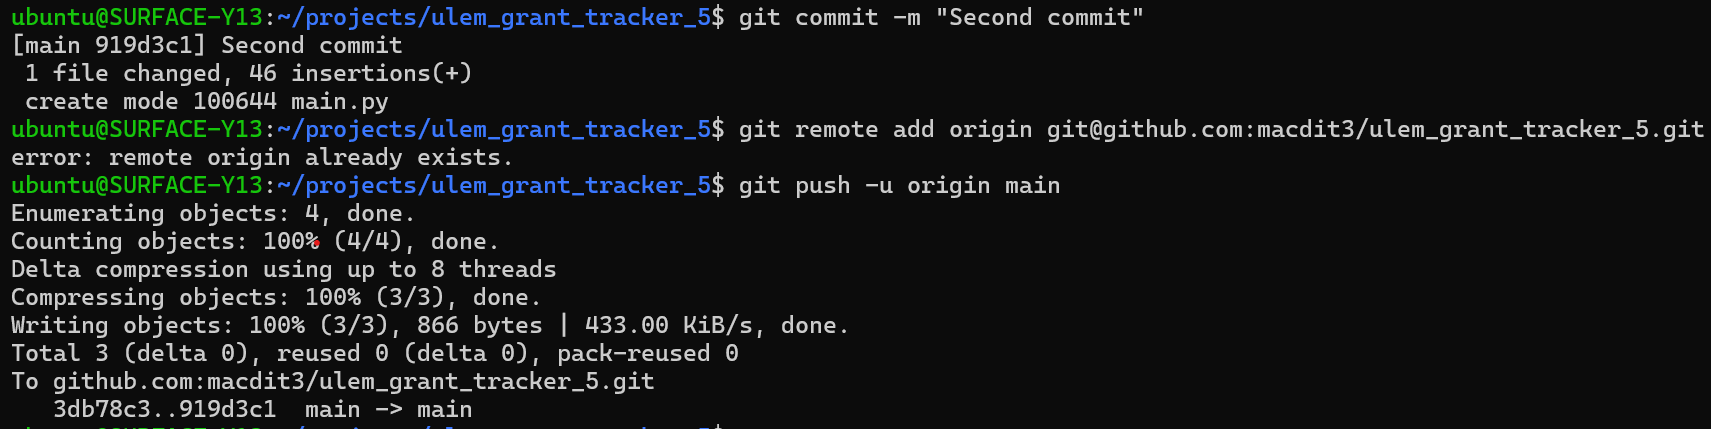 ubuntu@SURFACE-Y13:~/projects/ulem_grant_tracker_5$ git commit -m "Second commit"
[main 919d3c1] Second commit
 1 file changed, 46 insertions(+)
 create mode 100644 main.py
ubuntu@SURFACE-Y13:~/projects/ulem_grant_tracker_5$ git remote add origin git@github.com:macdit3/ulem_grant_tracker_5.git
error: remote origin already exists.
ubuntu@SURFACE-Y13:~/projects/ulem_grant_tracker_5$ git push -u origin main
Enumerating objects: 4, done.
Counting objects: 100% (4/4), done.
Delta compression using up to 8 threads
Compressing objects: 100% (3/3), done.
Writing objects: 100% (3/3), 866 bytes | 433.00 KiB/s, done.
Total 3 (delta 0), reused 0 (delta 0), pack-reused 0
To github.com:macdit3/ulem_grant_tracker_5.git
   3db78c3..919d3c1  main -> main